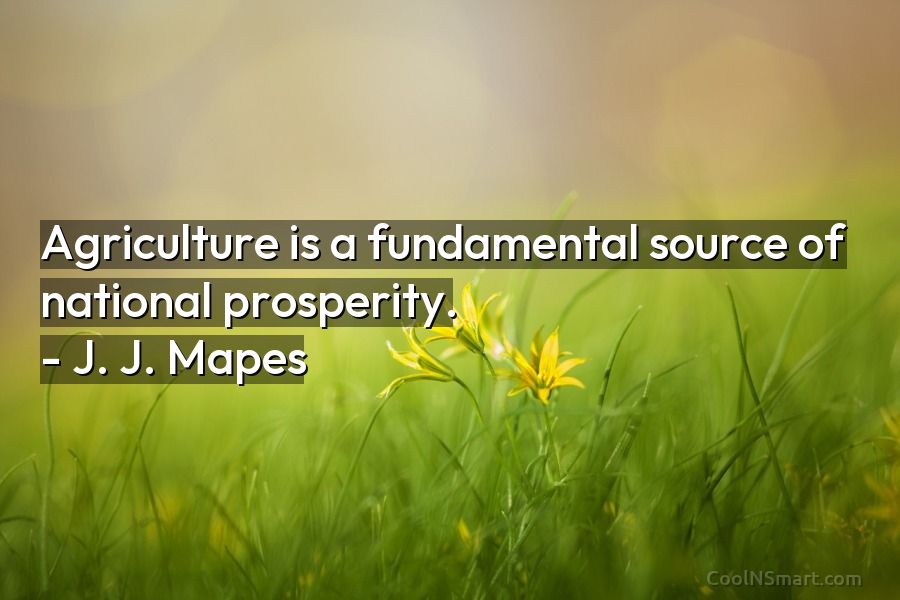 Agriculture is a fundamental source of
national prosperity.
- J. J. Mapes
CoolNSmart.com